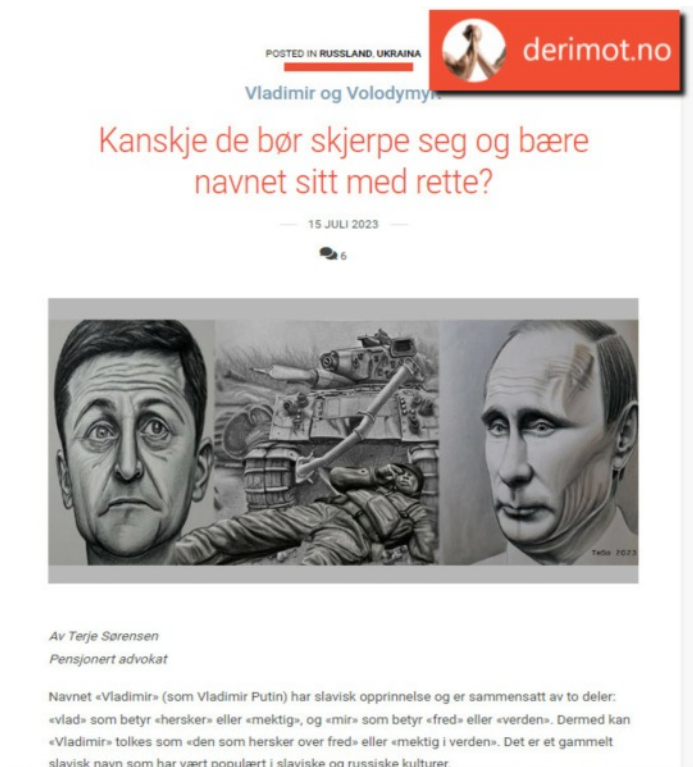 derimot.no
POSTED IN RUSSLAND, UKRAINA
Vladimir og Volodymyr
Kanskje de bør skjerpe seg og bære
navnet sitt med rette?
15 JULI 2023
6
TeSø 2023
Av Terje Sørensen
Pensjonert advokat
Navnet «Vladimir» (som Vladimir Putin) har slavisk opprinnelse og er sammensatt av to deler:
«vlad» som betyr «hersker» eller «mektig», og «mir» som betyr «fred» eller «verden». Dermed kan
«Vladimir» tolkes som «den som hersker over fred» eller «mektig i verden». Det er et gammelt
slavisk navn som har vært populært i slaviske og russiske kulturer.